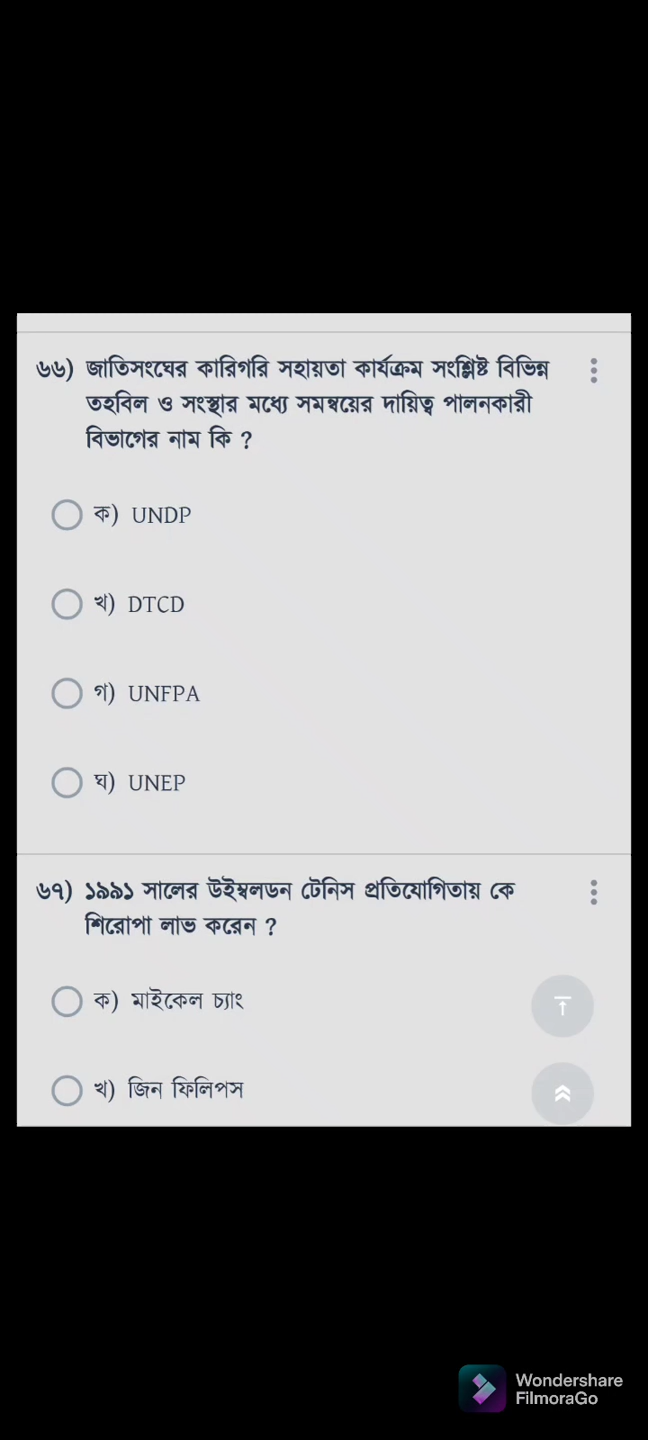 ৬৬) জাতিসংঘের কারিগরি সহায়তা কার্যক্রম সংশ্লিষ্ট বিভিন্ন
তহবিল ও সংস্থার মধ্যে সমন্বয়ের দায়িত্ব পালনকারী
বিভাগের নাম কি ?
ক) UNDP
খ) DTCD
গ) UNFPA
ঘ) UNEP
৬৭) ১৯৯১ সালের উইম্বলডন টেনিস প্রতিযোগিতায় কে
শিরোপা লাভ করেন ?
ক) মাইকেল চ্যাং
খ) জিন ফিলিপস
Wondershare
FilmoraGo